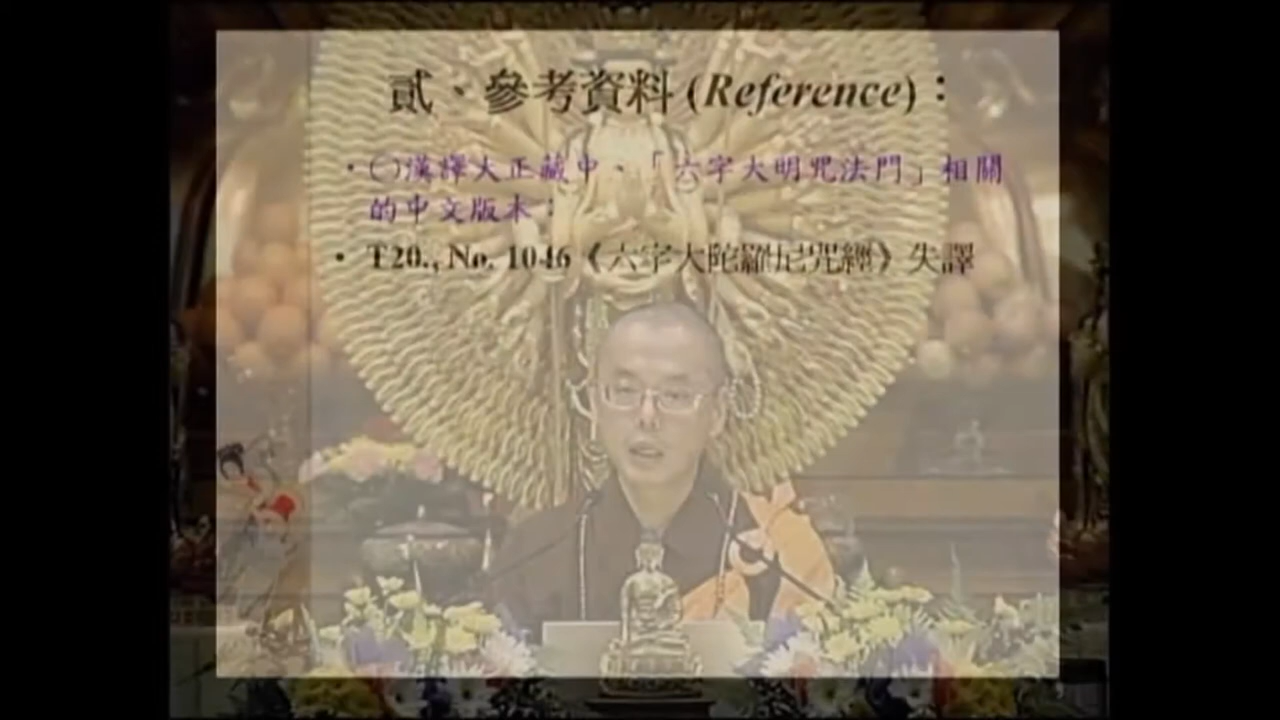 貳、參考資料 (Reference)：
•㈠漢譯大正藏中、「六字大明咒法門」相關
的中文版本：
• T20., No. 1046《六字大陀羅尼咒經》失譯